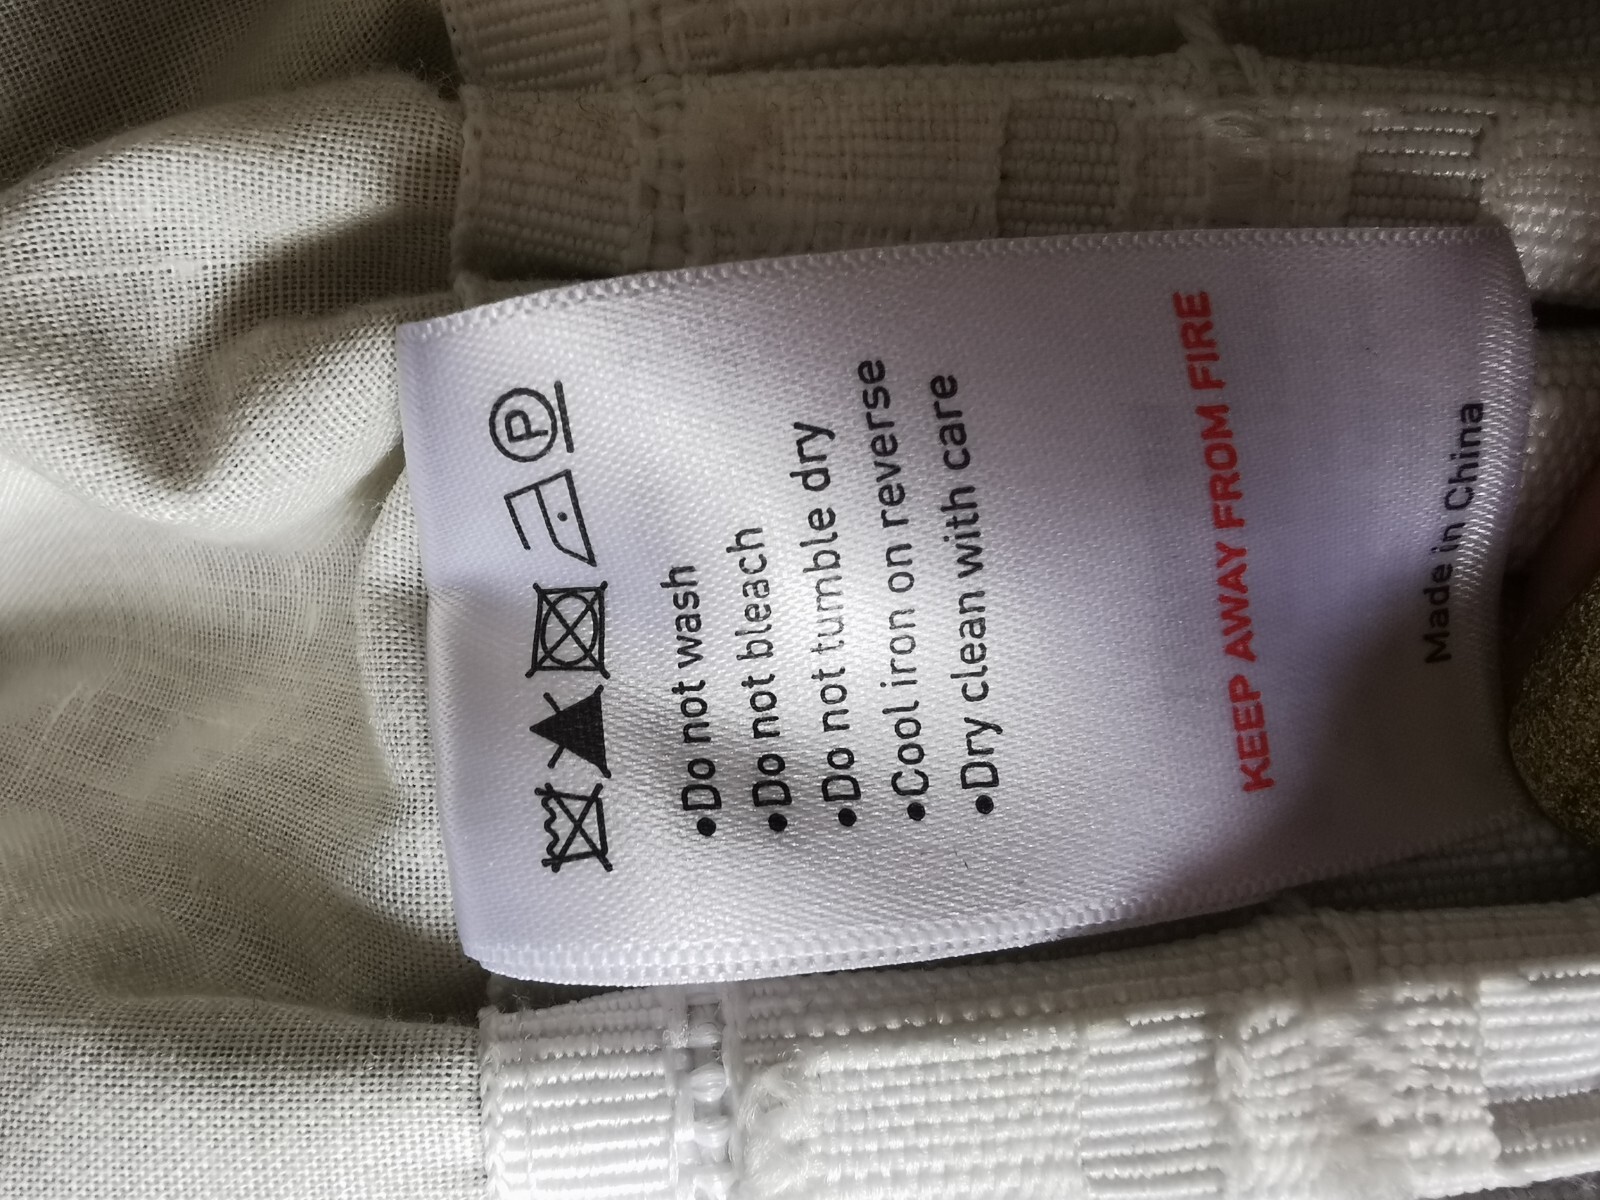 P
•Do not wash
•Do not bleach
•Do not tumble dry
•Cool iron on reverse
•Dry clean with care
KEEP AWAY FROM FIRE
Made in China